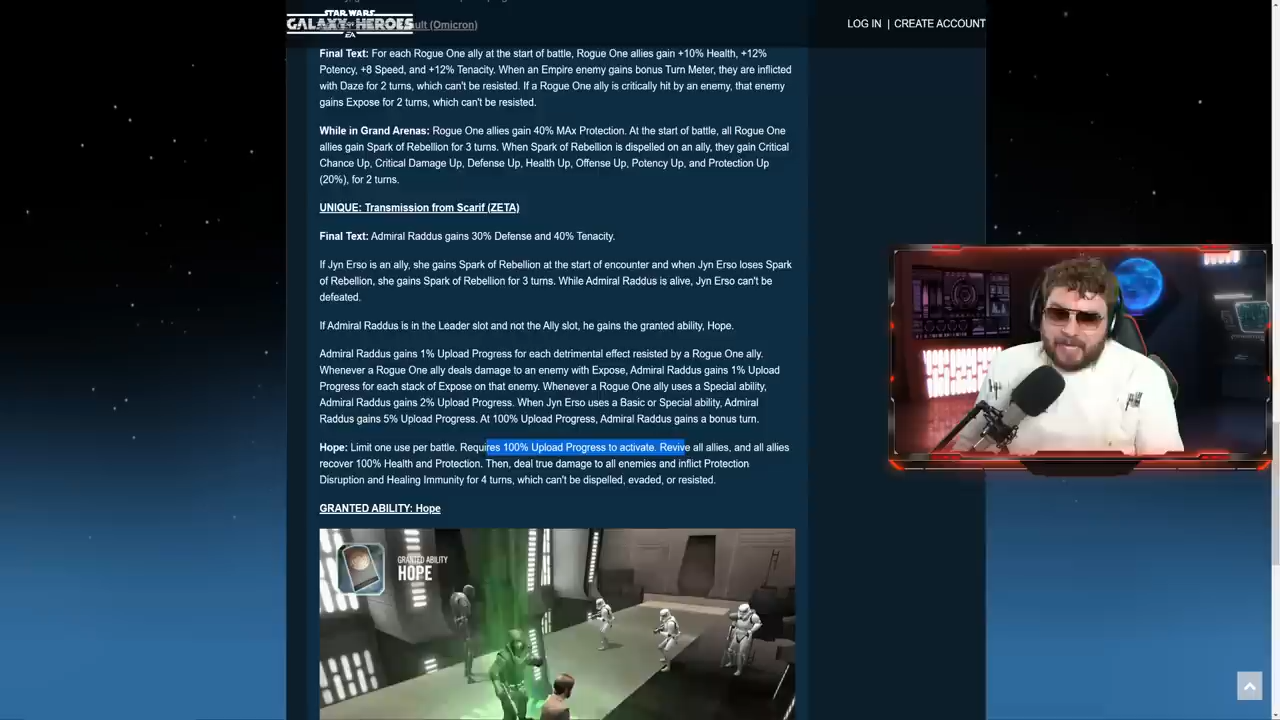 STAR WARS
GALAXY OF HEROES
EA
LOG IN | CREATE ACCOUNT
(Omicron)
Final Text: For each Rogue One ally at the start of battle, Rogue One allies gain +10% Health, +12%
Potency, +8 Speed, and +12% Tenacity. When an Empire enemy gains bonus Turn Meter, they are inflicted
with Daze for 2 turns, which can't be resisted. If a Rogue One ally is critically hit by an enemy, that enemy
gains Expose for 2 turns, which can't be resisted.
While in Grand Arenas: Rogue One allies gain 40% MAx Protection. At the start of battle, all Rogue One
allies gain Spark of Rebellion for 3 turns. When Spark of Rebellion is dispelled on an ally, they gain Critical
Chance Up, Critical Damage Up, Defense Up, Health Up, Offense Up, Potency Up, and Protection Up
(20%), for 2 turns.
UNIQUE: Transmission from Scarif (ZETA)
Final Text: Admiral Raddus gains 30% Defense and 40% Tenacity.
If Jyn Erso is an ally, she gains Spark of Rebellion at the start of encounter and when Jyn Erso loses Spark
of Rebellion, she gains Spark of Rebellion for 3 turns. While Admiral Raddus is alive, Jyn Erso can't be
defeated.
If Admiral Raddus is in the Leader slot and not the Ally slot, he gains the granted ability, Hope.
Admiral Raddus gains 1% Upload Progress for each detrimental effect resisted by a Rogue One ally.
Whenever a Rogue One ally deals damage to an enemy with Expose, Admiral Raddus gains 1% Upload
Progress for each stack of Expose on that enemy. Whenever a Rogue One ally uses a Special ability,
Admiral Raddus gains 2% Upload Progress. When Jyn Erso uses a Basic or Special ability, Admiral
Raddus gains 5% Upload Progress. At 100% Upload Progress, Admiral Raddus gains a bonus turn.
Hope: Limit one use per battle. Requires 100% Upload Progress to activate. Revive all allies, and all allies
recover 100% Health and Protection. Then, deal true damage to all enemies and inflict Protection
Disruption and Healing Immunity for 4 turns, which can't be dispelled, evaded, or resisted.
GRANTED ABILITY: Hope
GRANTED ABILITY
HOPE